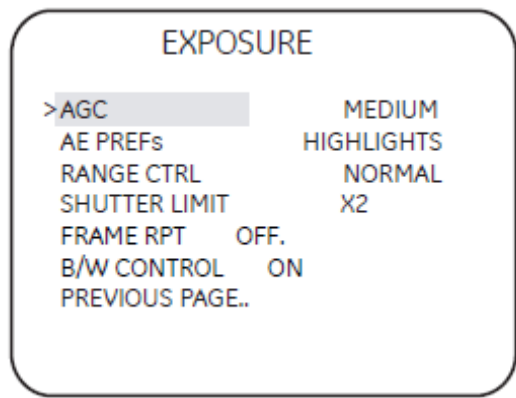 EXPOSURE
>AGC MEDIUM
AE PREFs HIGHLIGHTS
RANGE CTRL NORMAL
SHUTTER LIMIT X2
FRAME RPT OFF.
B/W CONTROL ON
PREVIOUS PAGE..